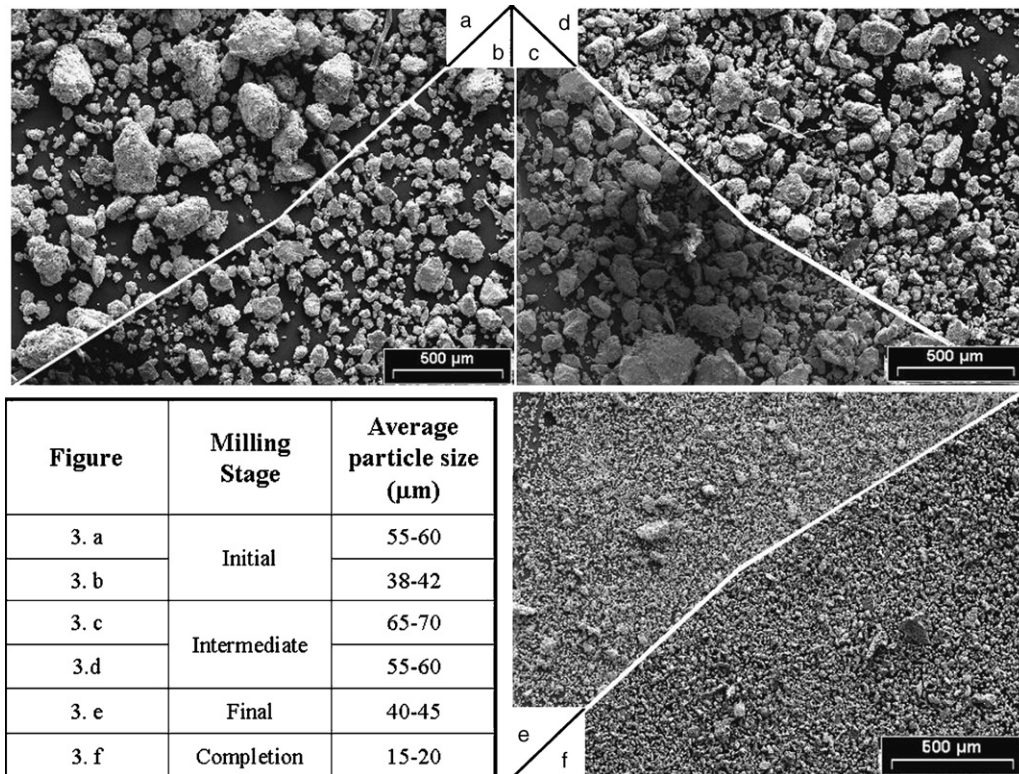 a
b
c
d
500 µm
500 µm
Figure
Milling
Stage
Average
particle size
(µm)
3. a
Initial
55-60
3. b
38-42
3. c
Intermediate
65-70
3.d
55-60
3. e
Final
40-45
3. f
Completion
15-20
e
f
500 µm